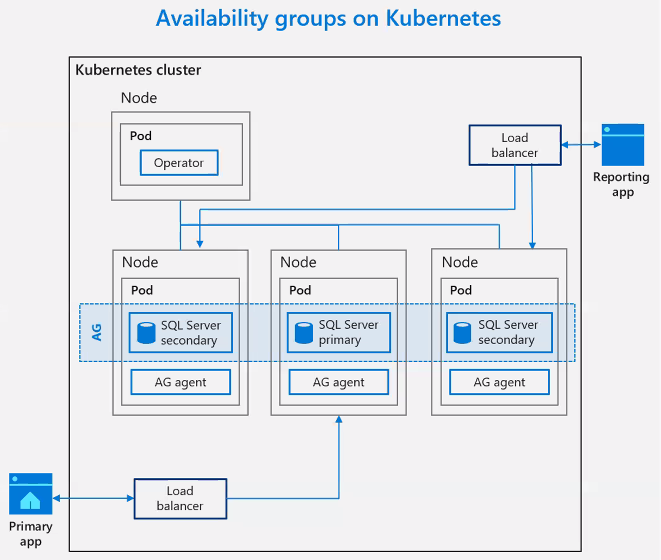 Availability groups on Kubernetes
Kubernetes cluster
Node
Pod
Operator
Load
balancer
Reporting
app
Node
Pod
SQL Server
secondary
AG agent
Node
Pod
SQL Server
primary
AG agent
Node
Pod
SQL Server
secondary
AG agent
AG
Load
balancer
Primary
app